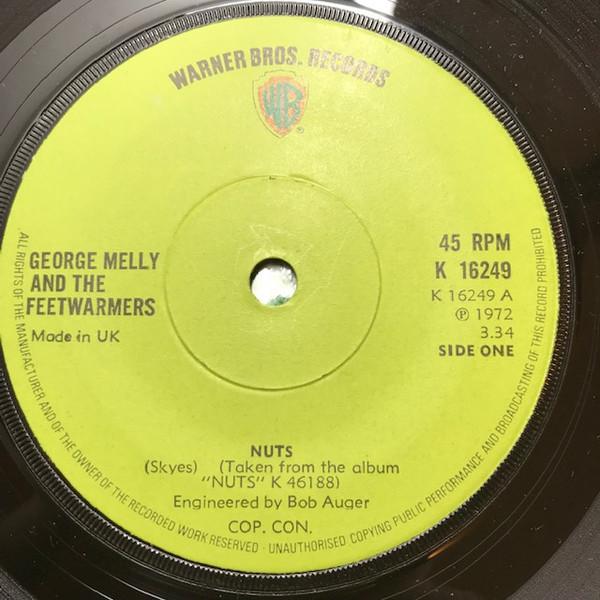 WARNER BROS. RECORDS
WB
®
GEORGE MELLY
AND THE
FEETWARMERS
Made in UK
45 RPM
K 16249
K 16249 A
℗ 1972
3.34
SIDE ONE
NUTS
(Skyes) (Taken from the album
"NUTS" K 46188)
Engineered by Bob Auger
COP. CON.
ALL RIGHTS OF THE MANUFACTURER AND OF THE OWNER OF THE RECORDED WORK RESERVED · UNAUTHORISED COPYING PUBLIC PERFORMANCE AND BROADCASTING OF THIS RECORD PROHIBITED